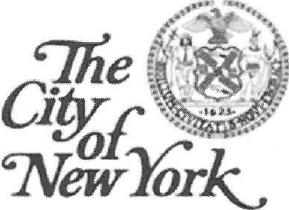 The
City
of
New York
·1625·